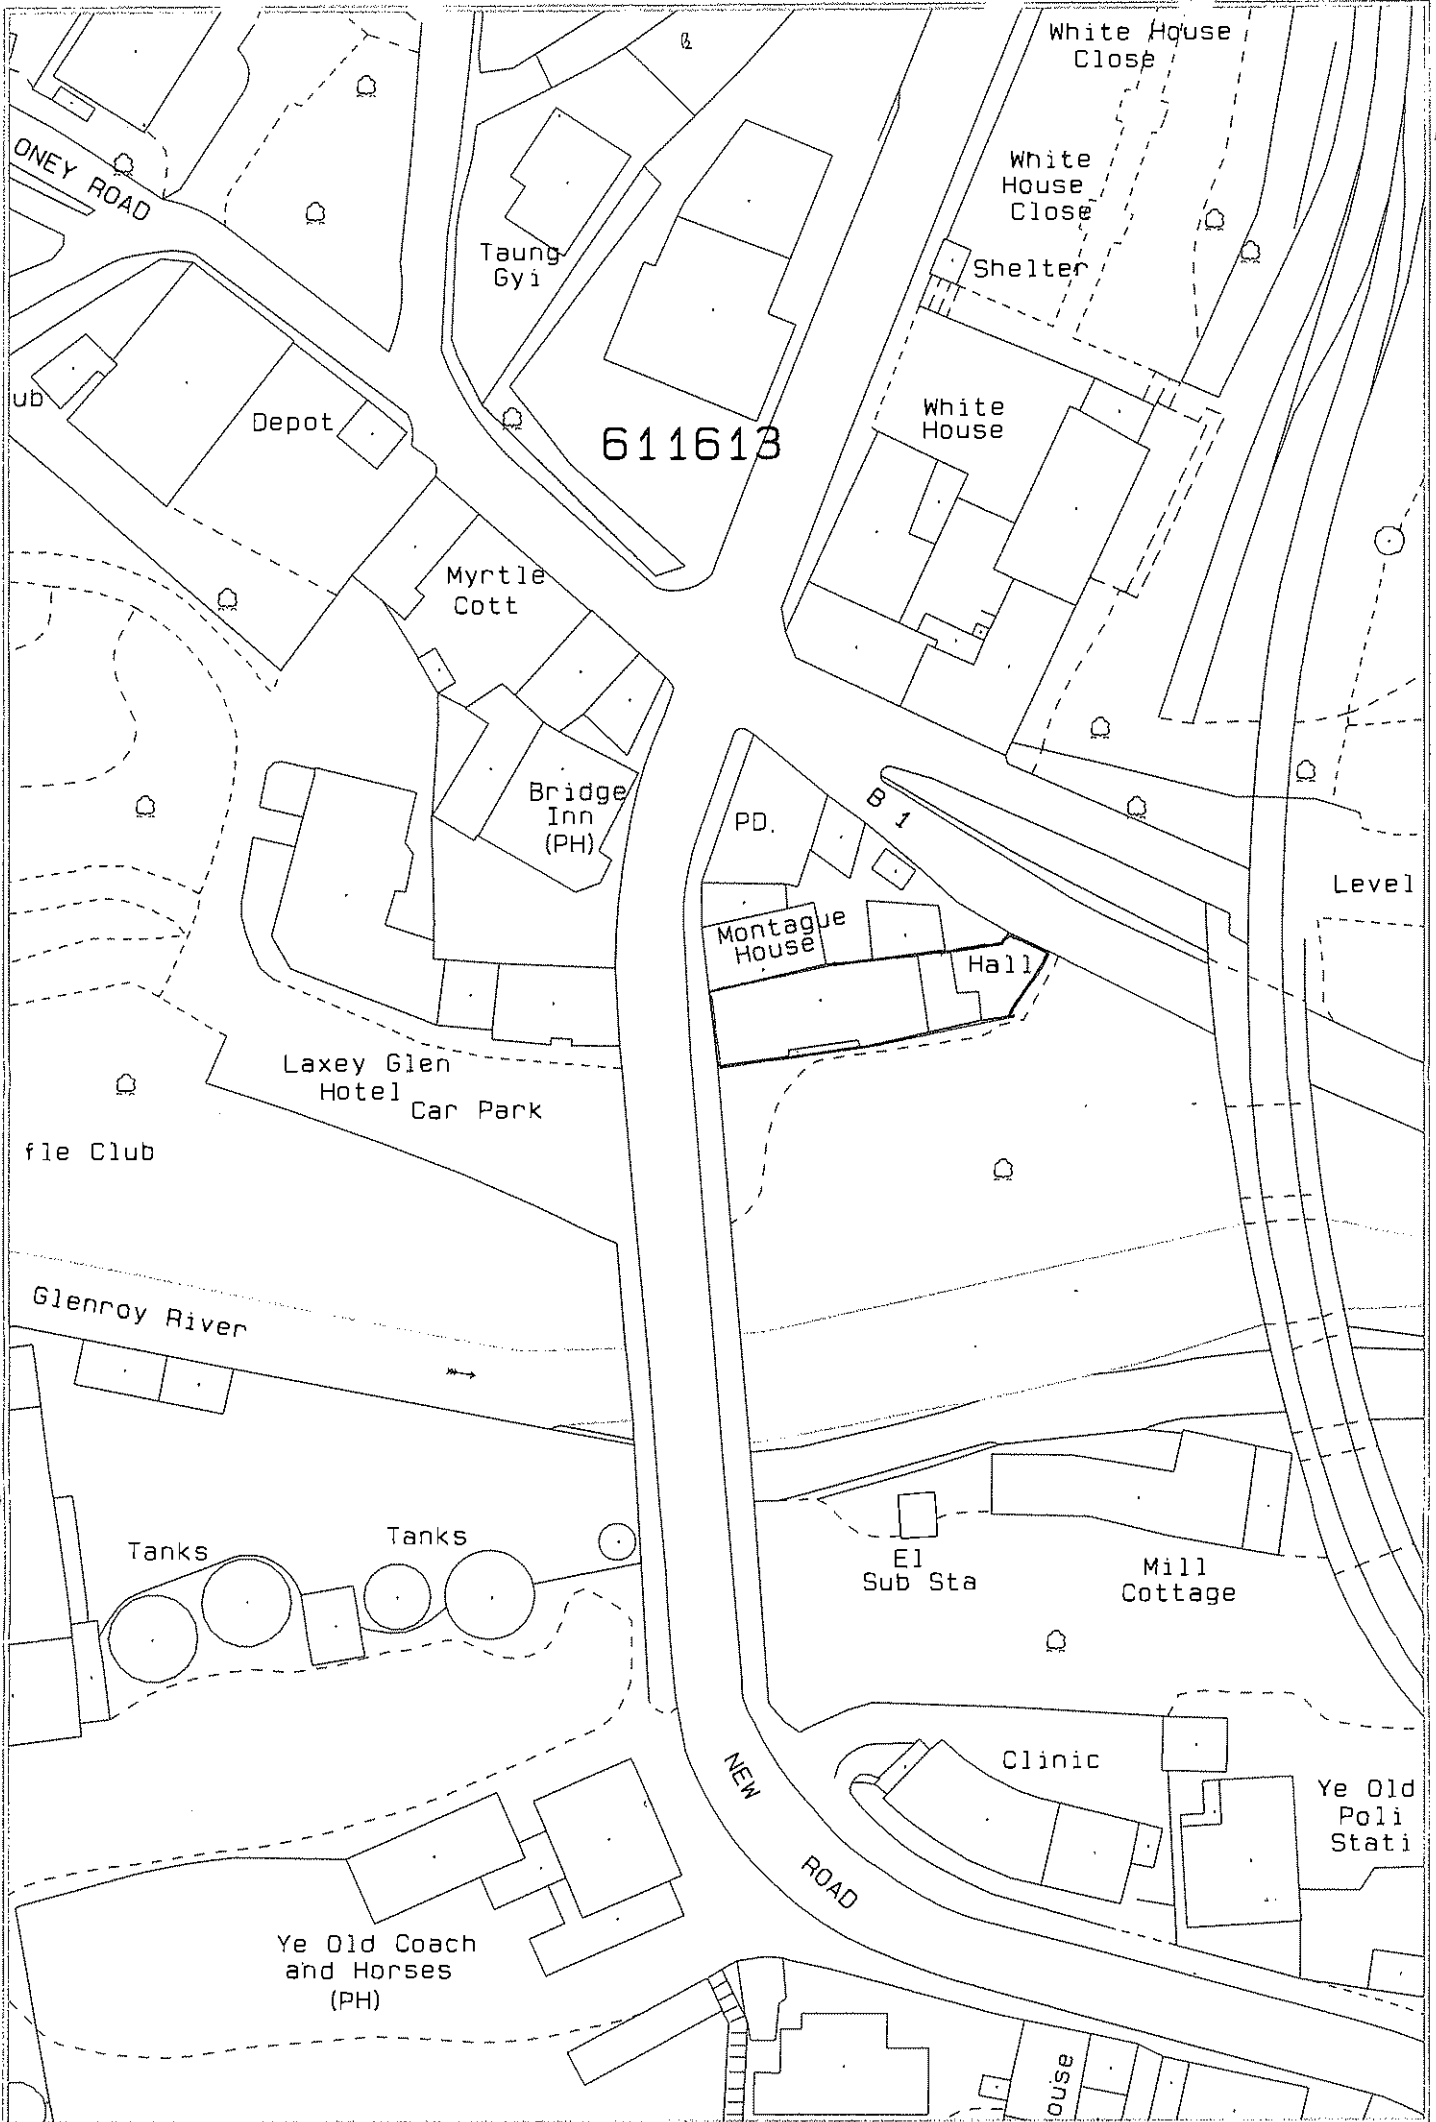 White House
Close
ONEY ROAD
White
House
Close
Taung
Gyi
Shelter
ub
Depot
White
House
611613
Myrtle
Cott
Bridge
Inn
(PH)
PD.
B 1
Level
Montague
House
Hall
Laxey Glen
Hotel
Car Park
fle Club
Glenroy River
Tanks
Tanks
El
Sub Sta
Mill
Cottage
NEW
ROAD
Clinic
Ye Old
Poli
Stati
Ye Old Coach
and Horses
(PH)
ouse